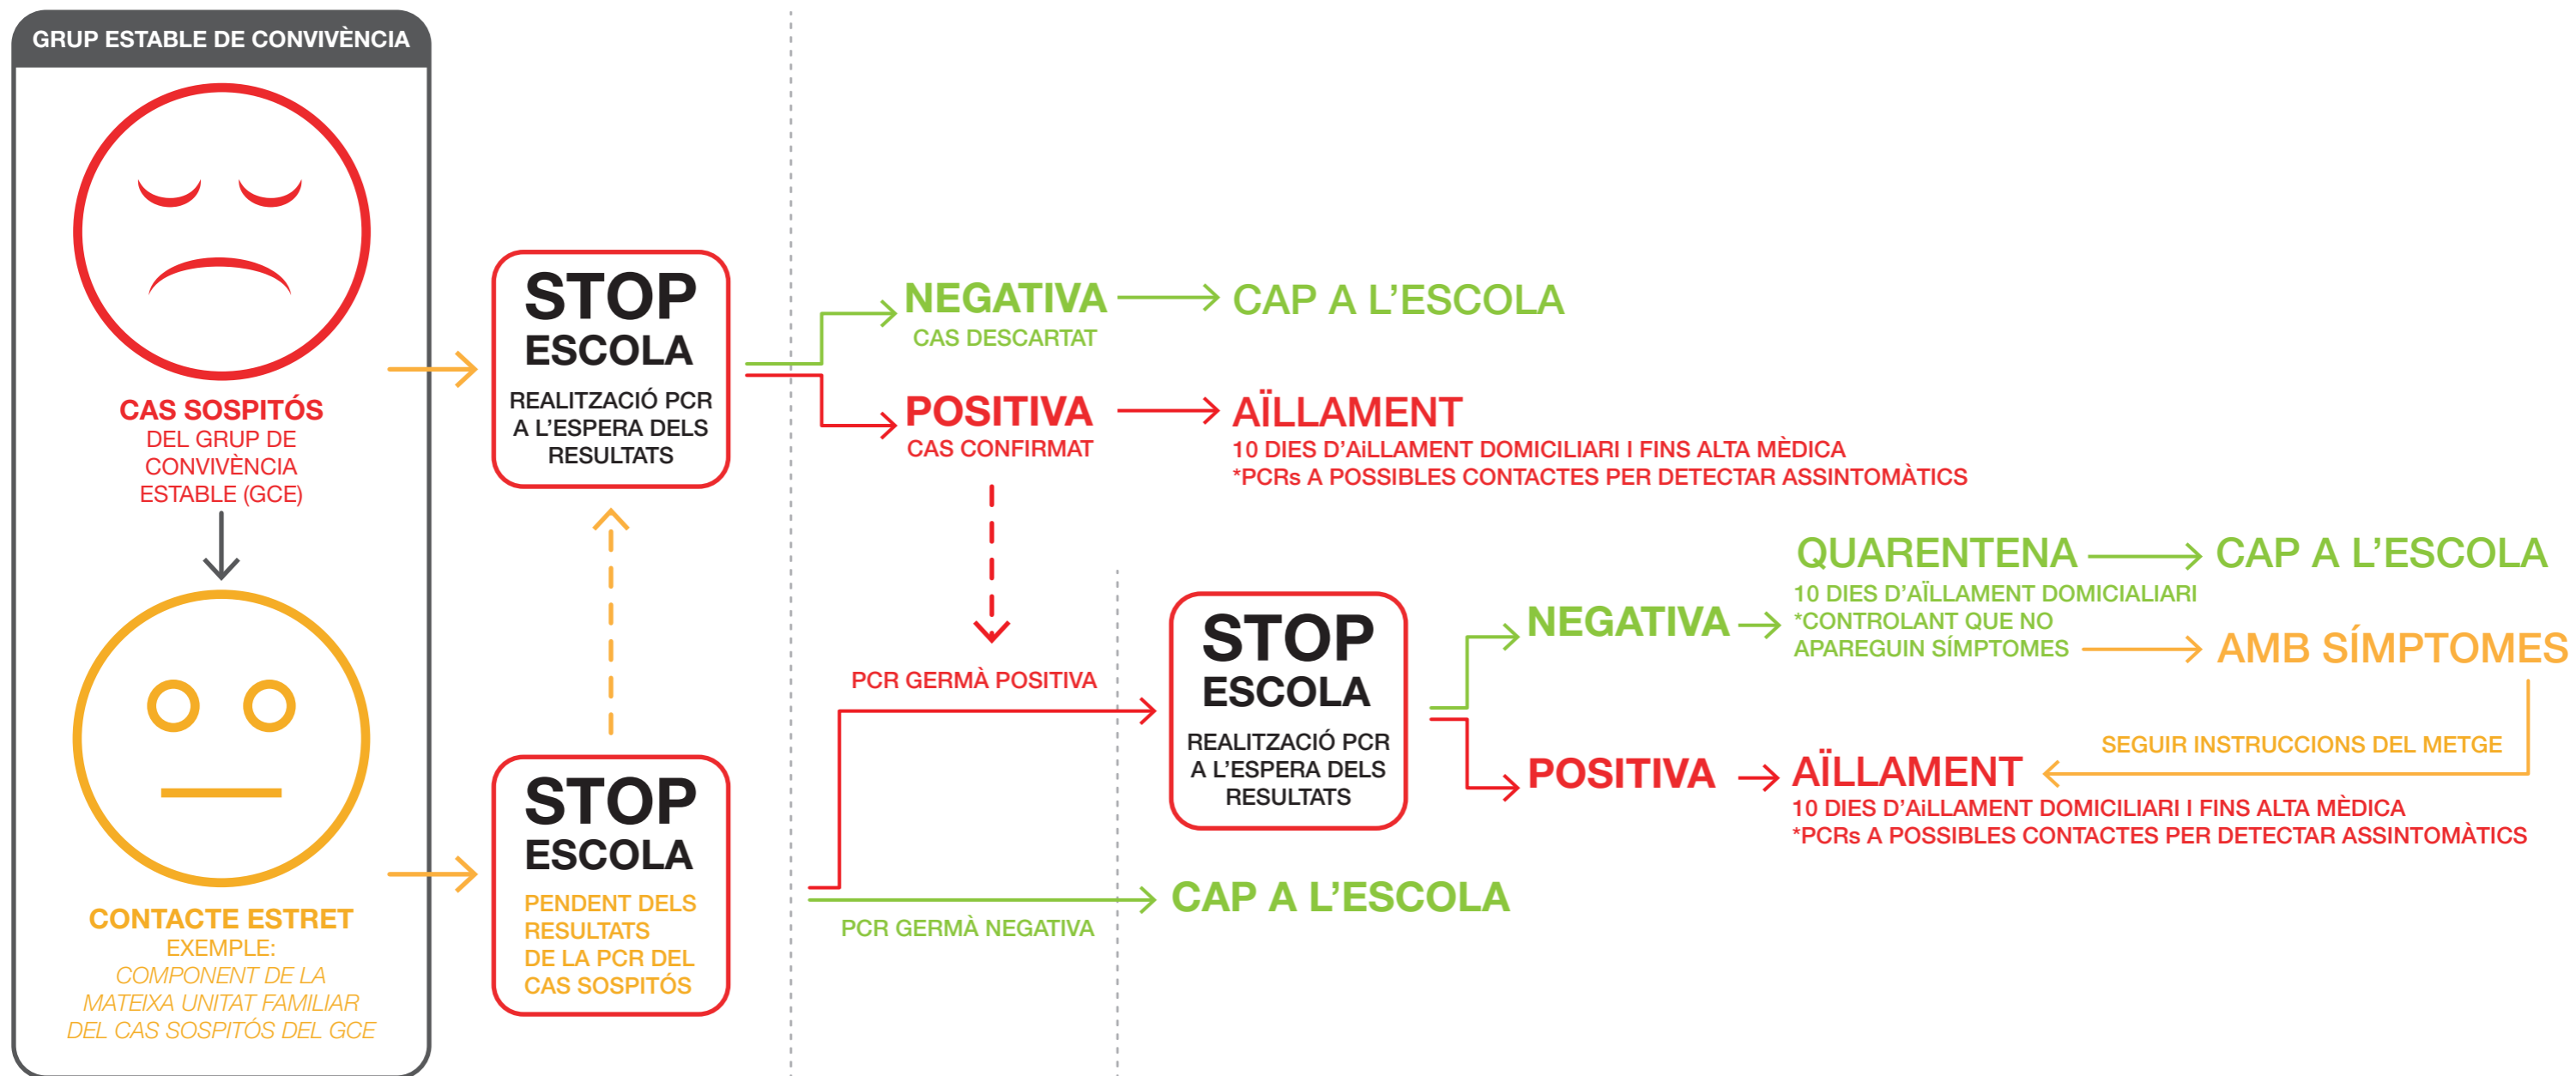 GRUP ESTABLE DE CONVIVÈNCIA
CAS SOSPITÓS
DEL GRUP DE
CONVIVÈNCIA
ESTABLE (GCE)
CONTACTE ESTRET
EXEMPLE:
COMPONENT DE LA
MATEIXA UNITAT FAMILIAR
DEL CAS SOSPITÓS DEL GCE
STOP
ESCOLA
REALITZACIÓ PCR
A L'ESPERA DELS
RESULTATS
STOP
ESCOLA
PENDENT DELS
RESULTATS
DE LA PCR DEL
CAS SOSPITÓS
NEGATIVA
CAS DESCARTAT
CAP A L'ESCOLA
POSITIVA
CAS CONFIRMAT
AÏLLAMENT
10 DIES D'AiLLAMENT DOMICILIARI I FINS ALTA MÈDICA
*PCRs A POSSIBLES CONTACTES PER DETECTAR ASSINTOMÀTICS
PCR GERMÀ POSITIVA
PCR GERMÀ NEGATIVA
CAP A L'ESCOLA
STOP
ESCOLA
REALITZACIÓ PCR
A L'ESPERA DELS
RESULTATS
NEGATIVA
QUARENTENA
10 DIES D'AÏLLAMENT DOMICIALIARI
*CONTROLANT QUE NO
APAREGUIN SÍMPTOMES
CAP A L'ESCOLA
AMB SÍMPTOMES
SEGUIR INSTRUCCIONS DEL METGE
POSITIVA
AÏLLAMENT
10 DIES D'AiLLAMENT DOMICILIARI I FINS ALTA MÈDICA
*PCRs A POSSIBLES CONTACTES PER DETECTAR ASSINTOMÀTICS